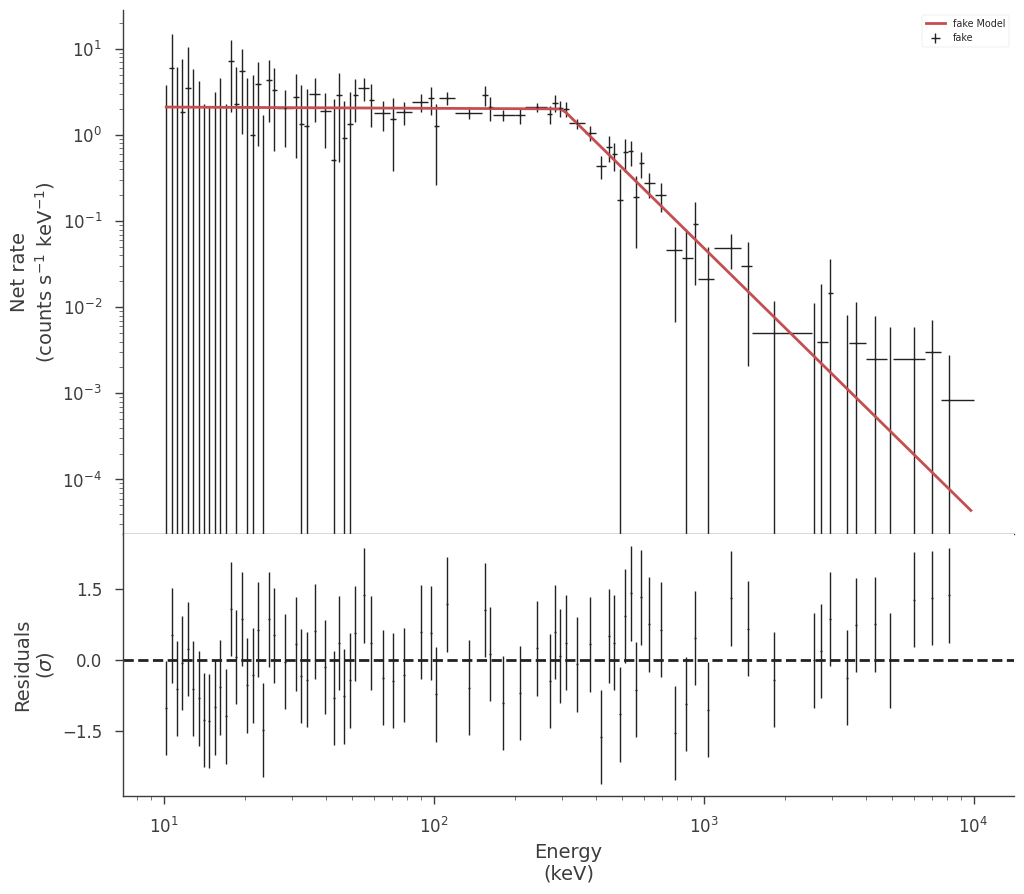 fake Model
fake
10¹
10⁰
10⁻¹
10⁻²
10⁻³
10⁻⁴
Net rate
(counts s⁻¹ keV⁻¹)
1.5
0.0
−1.5
Residuals
(σ)
10¹
10²
10³
10⁴
Energy
(keV)